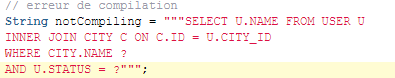 // erreur de compilation
String notCompiling = """SELECT U.NAME FROM USER U
INNER JOIN CITY C ON C.ID = U.CITY_ID
WHERE CITY.NAME ?
AND U.STATUS = ?""";